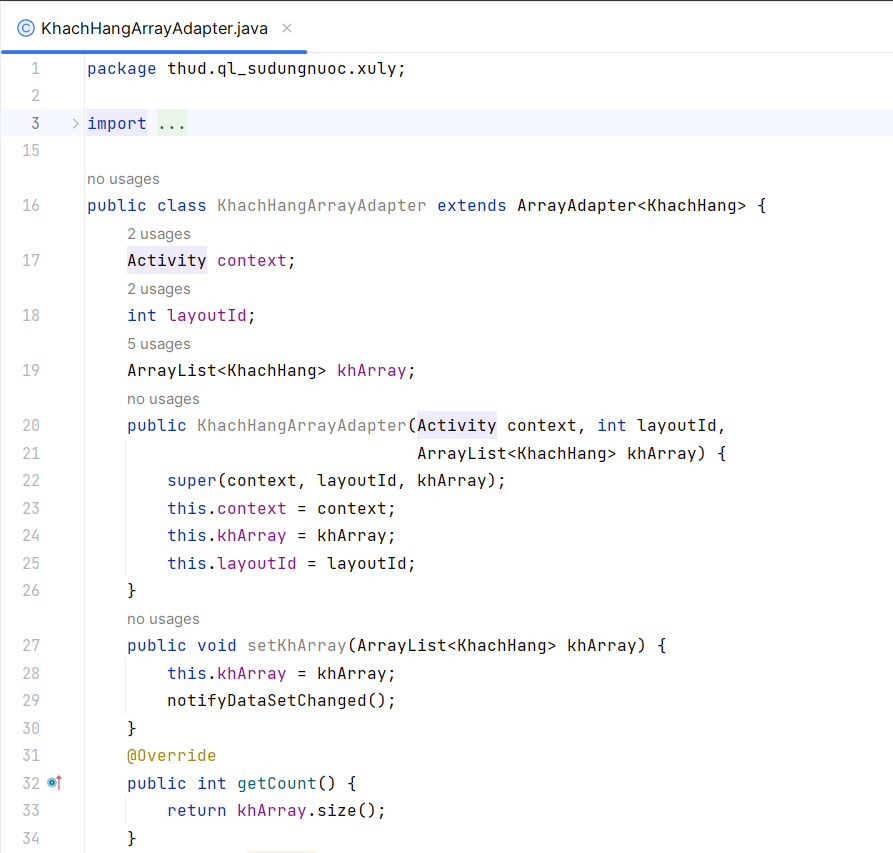 KhachHangArrayAdapter.java
1 package thud.ql_sudungnuoc.xuly;
2
3 import ...
15
no usages
16 public class KhachHangArrayAdapter extends ArrayAdapter<KhachHang> {
2 usages
17 Activity context;
2 usages
18 int layoutId;
5 usages
19 ArrayList<KhachHang> khArray;
no usages
20 public KhachHangArrayAdapter(Activity context, int layoutId,
21 ArrayList<KhachHang> khArray) {
22 super(context, layoutId, khArray);
23 this.context = context;
24 this.khArray = khArray;
25 this.layoutId = layoutId;
26 }
no usages
27 public void setKhArray(ArrayList<KhachHang> khArray) {
28 this.khArray = khArray;
29 notifyDataSetChanged();
30 }
31 @Override
32 public int getCount() {
33 return khArray.size();
34 }